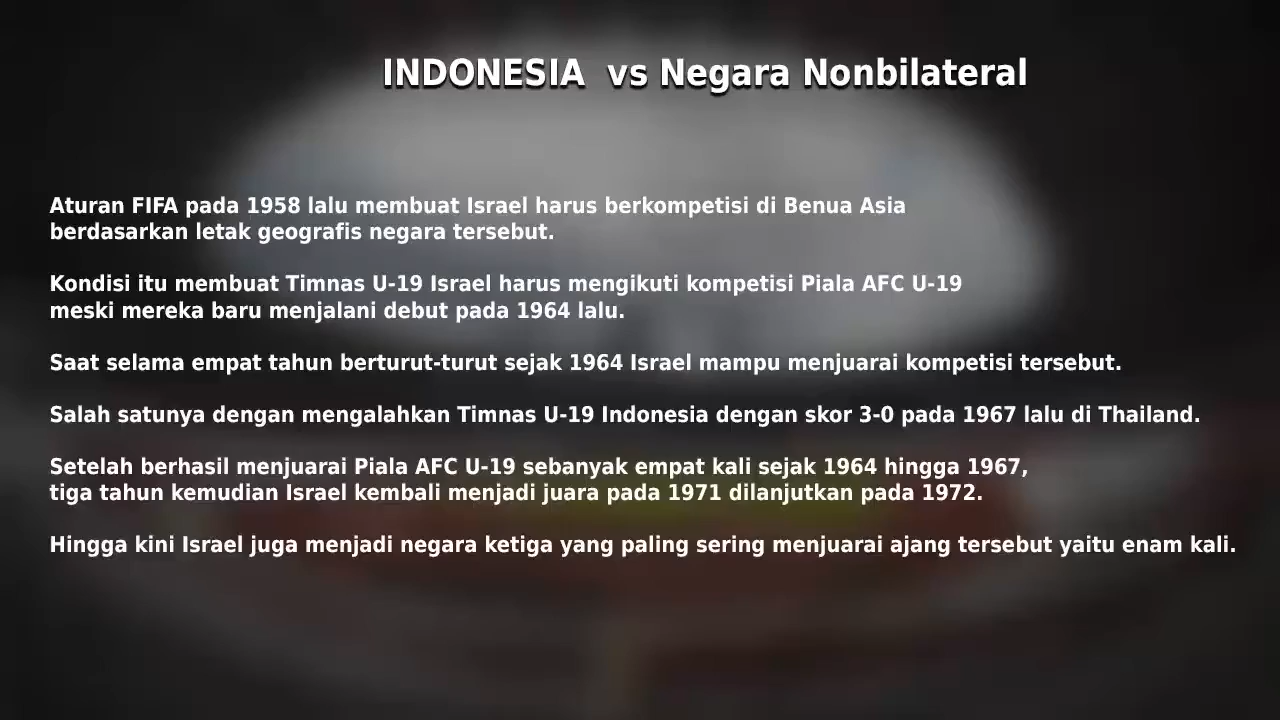 INDONESIA vs Negara Nonbilateral
Aturan FIFA pada 1958 lalu membuat Israel harus berkompetisi di Benua Asia
berdasarkan letak geografis negara tersebut.
Kondisi itu membuat Timnas U-19 Israel harus mengikuti kompetisi Piala AFC U-19
meski mereka baru menjalani debut pada 1964 lalu.
Saat selama empat tahun berturut-turut sejak 1964 Israel mampu menjuarai kompetisi tersebut.
Salah satunya dengan mengalahkan Timnas U-19 Indonesia dengan skor 3-0 pada 1967 lalu di Thailand.
Setelah berhasil menjuarai Piala AFC U-19 sebanyak empat kali sejak 1964 hingga 1967,
tiga tahun kemudian Israel kembali menjadi juara pada 1971 dilanjutkan pada 1972.
Hingga kini Israel juga menjadi negara ketiga yang paling sering menjuarai ajang tersebut yaitu enam kali.